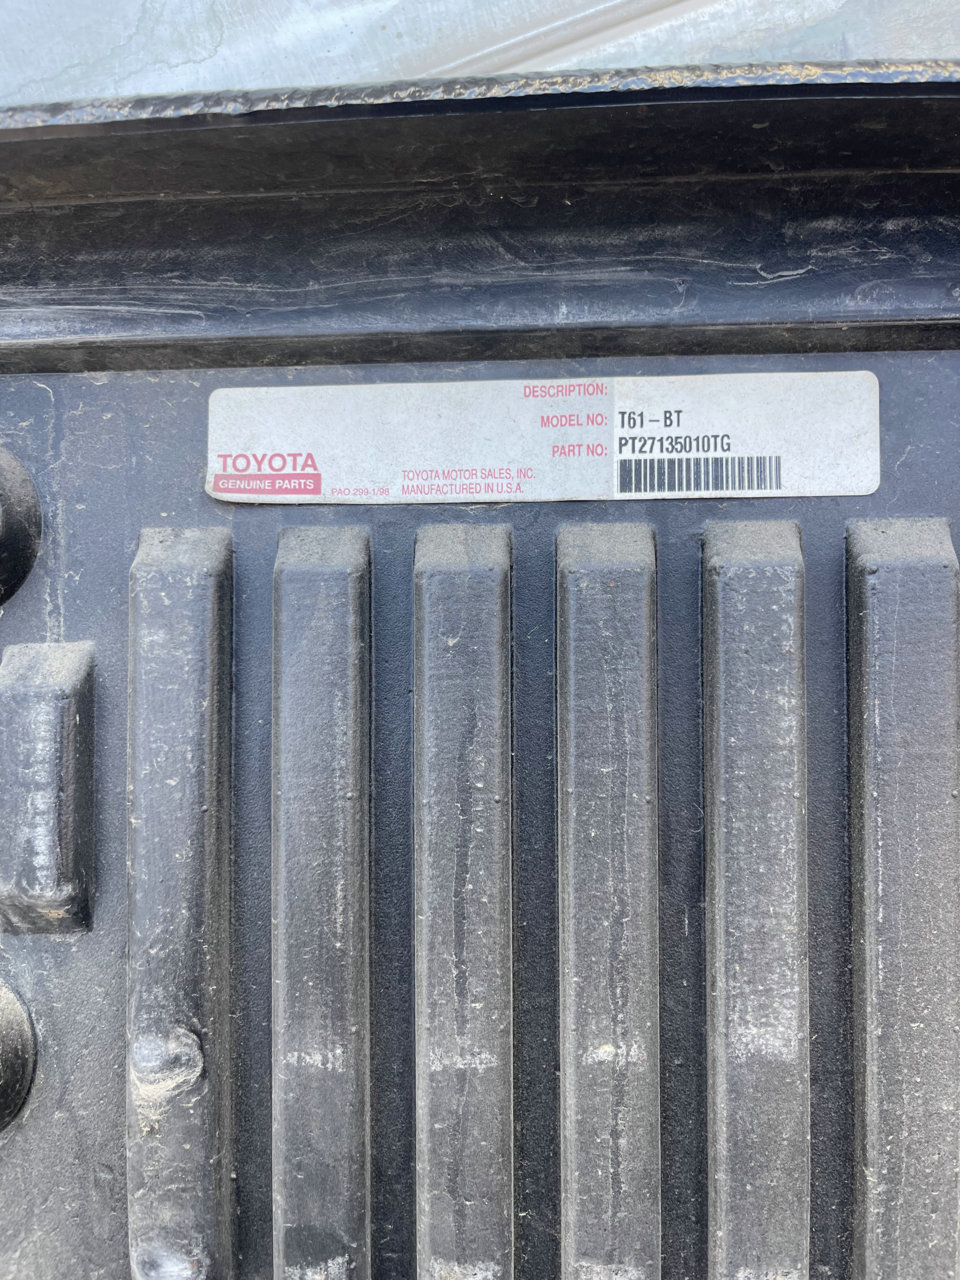 DESCRIPTION:
MODEL NO: T61-BT
PART NO: PT27135010TG
TOYOTA
GENUINE PARTS
PAO 299-1/98
TOYOTA MOTOR SALES, INC.
MANUFACTURED IN U.S.A.